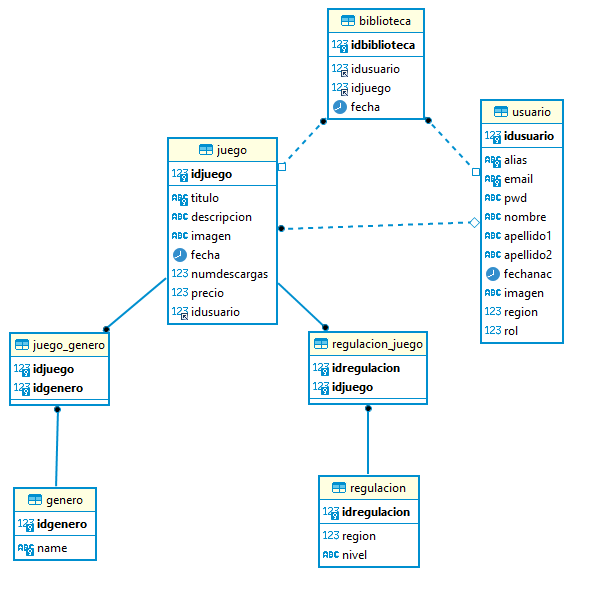 biblioteca
123 idbiblioteca
123 idusuario
123 idjuego
fecha
usuario
123 idusuario
ABC alias
ABC email
ABC pwd
ABC nombre
ABC apellido1
ABC apellido2
fechanac
ABC imagen
123 region
123 rol
juego
123 idjuego
ABC titulo
ABC descripcion
ABC imagen
fecha
123 numdescargas
123 precio
123 idusuario
juego_genero
123 idjuego
123 idgenero
regulacion_juego
123 idregulacion
123 idjuego
genero
123 idgenero
ABC name
regulacion
123 idregulacion
123 region
ABC nivel